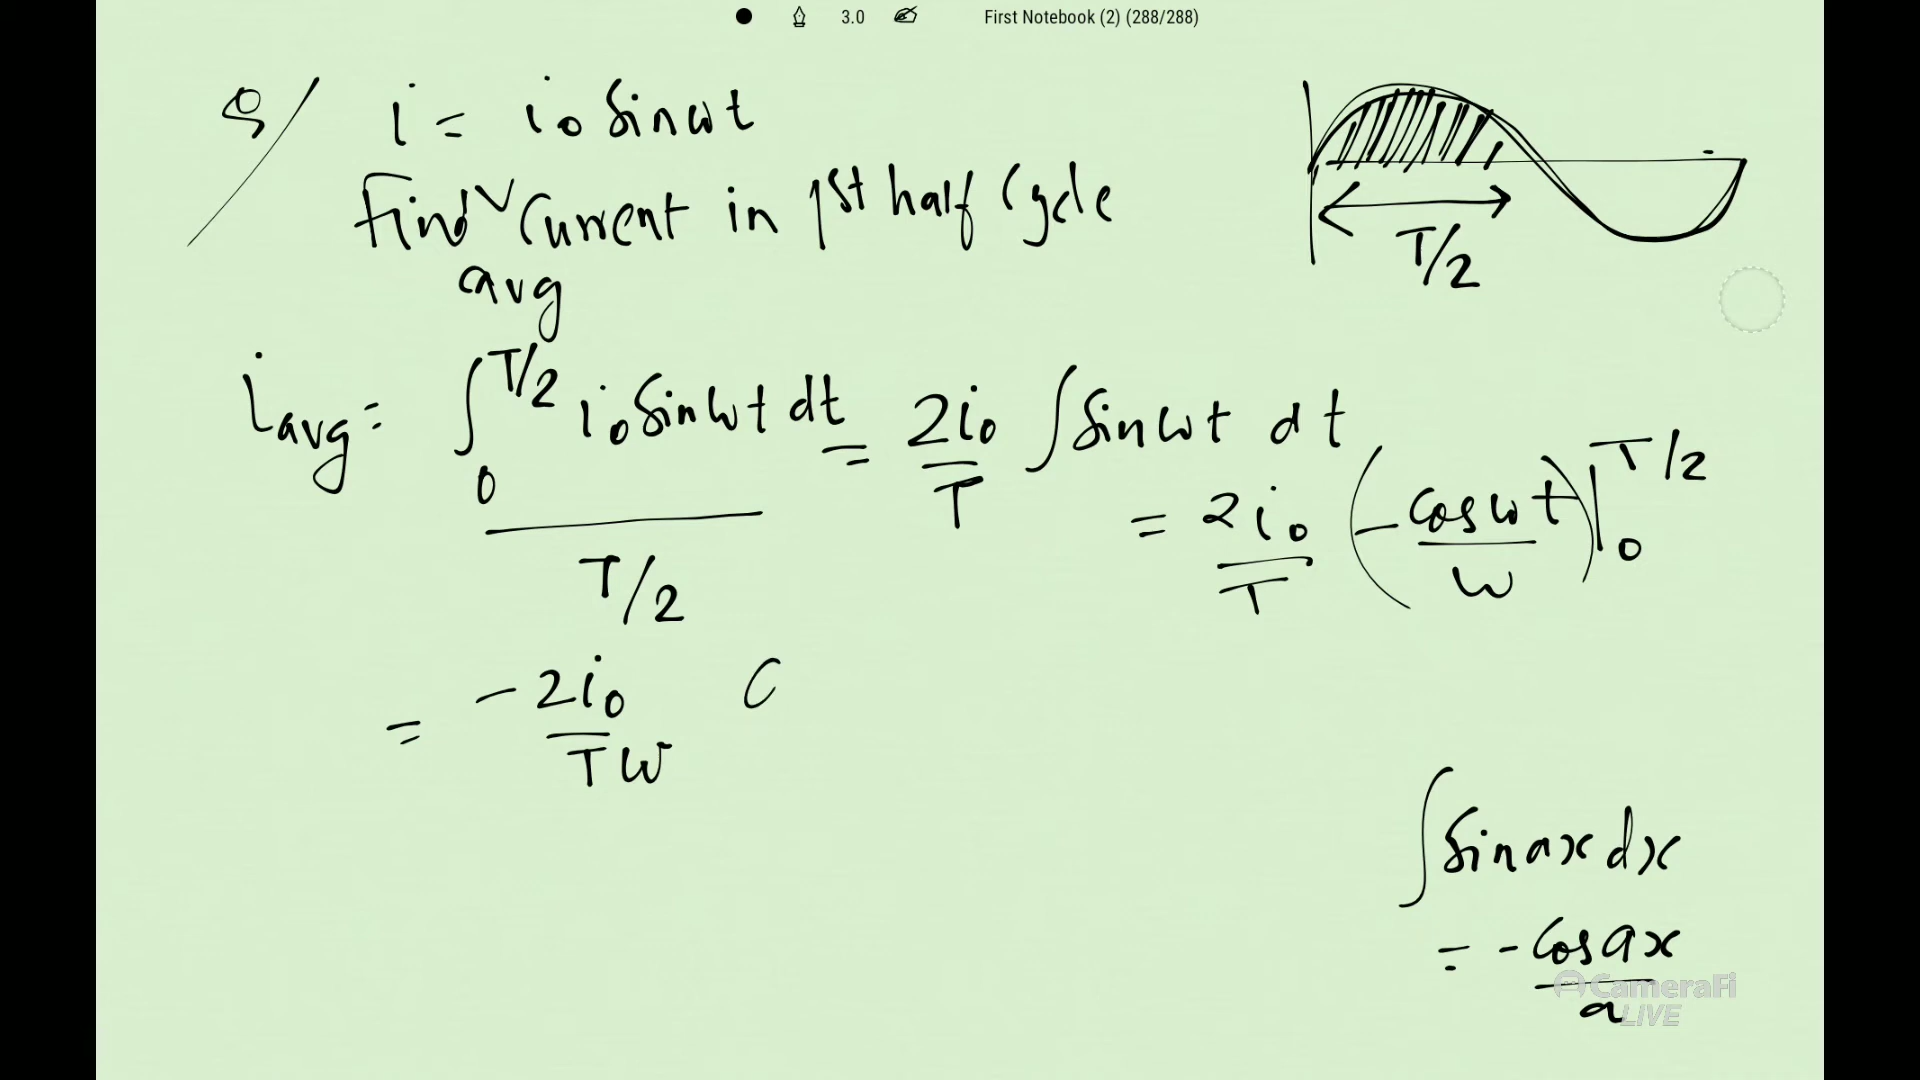 3.0 First Notebook (2) (288/288)
Q/ i = i₀ sinωt
find avg current in 1st half cycle
T/2
i_avg = ∫₀^{T/2} i₀ sinωt dt / (T/2) = 2i₀/T ∫ sinωt dt
= 2i₀/T (-cosωt/ω)|₀^{T/2}
= -2i₀/Tω C
∫ sin ax dx
= -cos ax/a
CameraFi
LIVE